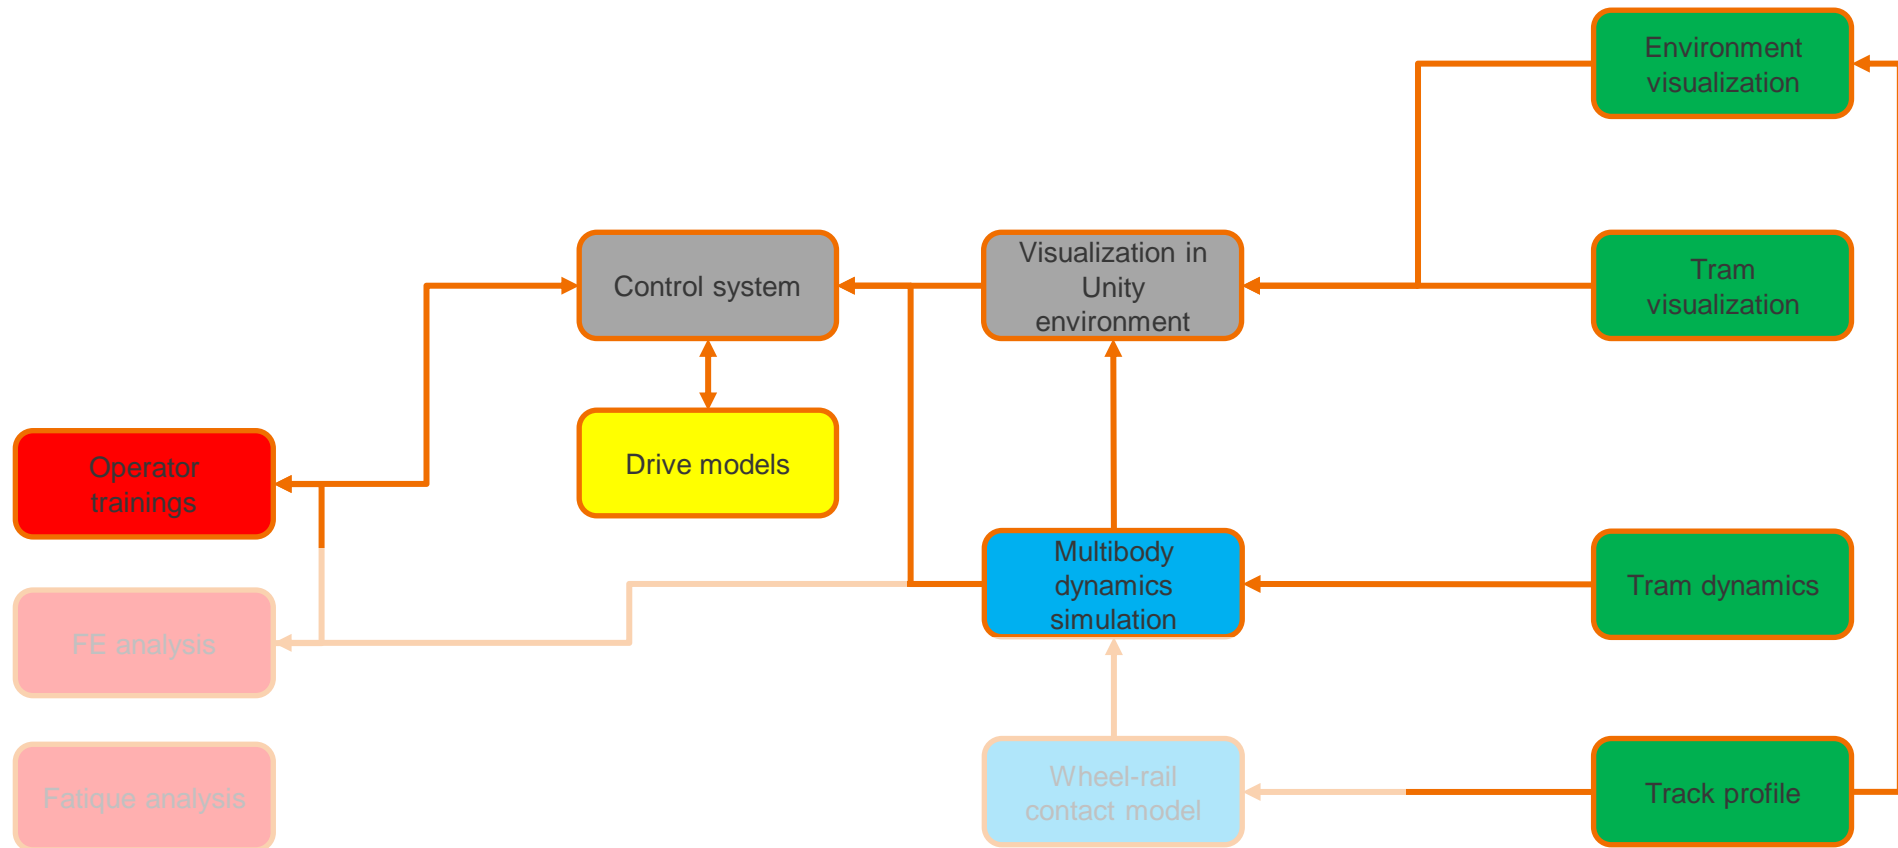 Environment
visualization
Control system
Visualization in
Unity
environment
Tram
visualization
Operator
trainings
Drive models
Multibody
dynamics
simulation
Tram dynamics
FE analysis
Fatique analysis
Wheel-rail
contact model
Track profile